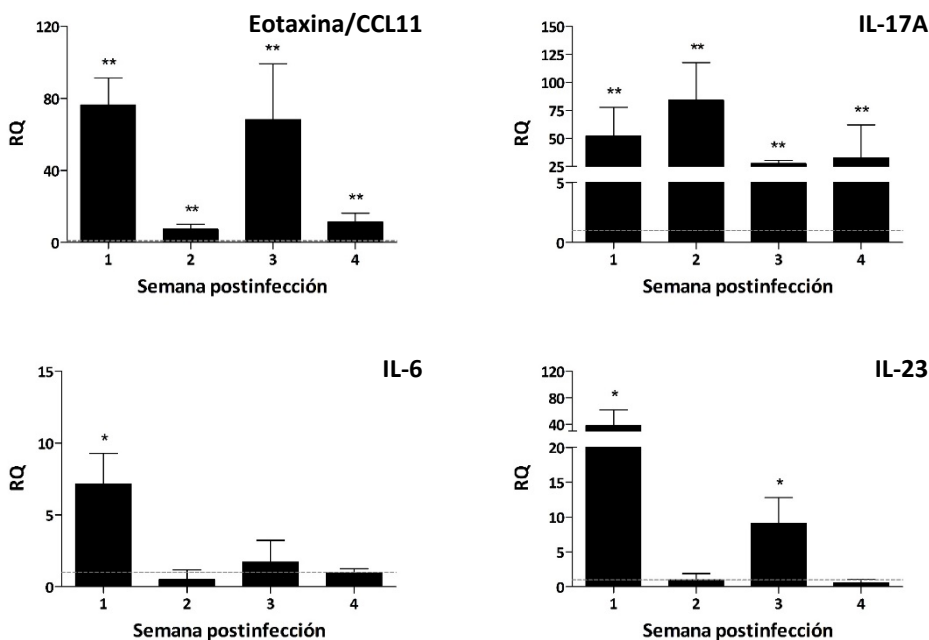 Eotaxina/CCL11
120
80
40
0
RQ
** ** ** **
1 2 3 4
Semana postinfección
IL-17A
150
125
100
75
50
25
5
0
RQ
** ** ** **
1 2 3 4
Semana postinfección
IL-6
15
10
5
0
RQ
*
1 2 3 4
Semana postinfección
IL-23
120
80
40
20
15
10
5
0
RQ
* *
1 2 3 4
Semana postinfección